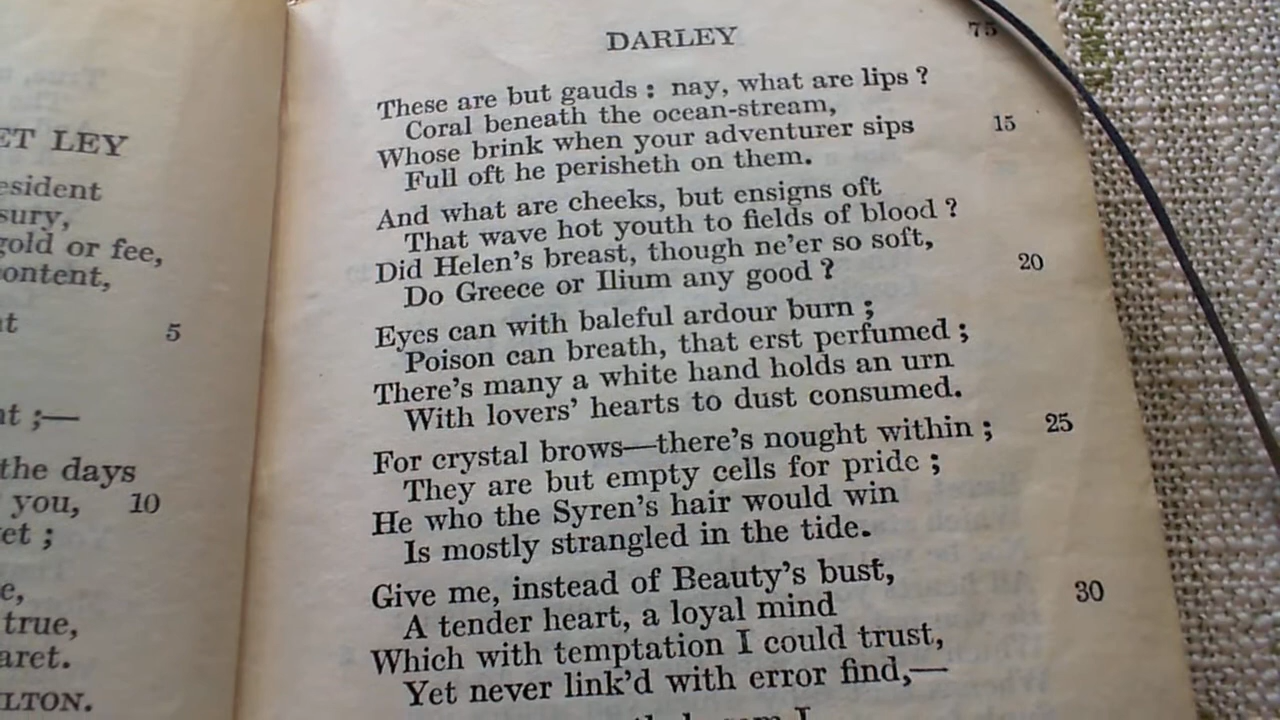 ET LEY
esident
sury,
gold or fee,
ontent,
t
5
nt ;—
the days
you, 10
et ;
e,
true,
aret.
LTON.
DARLEY 75
These are but gauds : nay, what are lips ?
Coral beneath the ocean-stream,
Whose brink when your adventurer sips 15
Full oft he perisheth on them.
And what are cheeks, but ensigns oft
That wave hot youth to fields of blood ?
Did Helen's breast, though ne'er so soft,
Do Greece or Ilium any good ? 20
Eyes can with baleful ardour burn ;
Poison can breath, that erst perfumed ;
There's many a white hand holds an urn
With lovers' hearts to dust consumed.
For crystal brows—there's nought within ; 25
They are but empty cells for pride ;
He who the Syren's hair would win
Is mostly strangled in the tide.
Give me, instead of Beauty's bust,
A tender heart, a loyal mind 30
Which with temptation I could trust,
Yet never link'd with error find,—